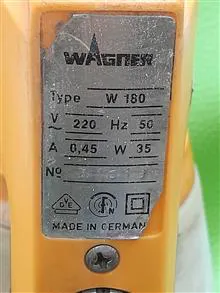 WAGNER
Type W 180
V~ 220 Hz 50
A 0,45 W 35
No
MADE IN GERMANY